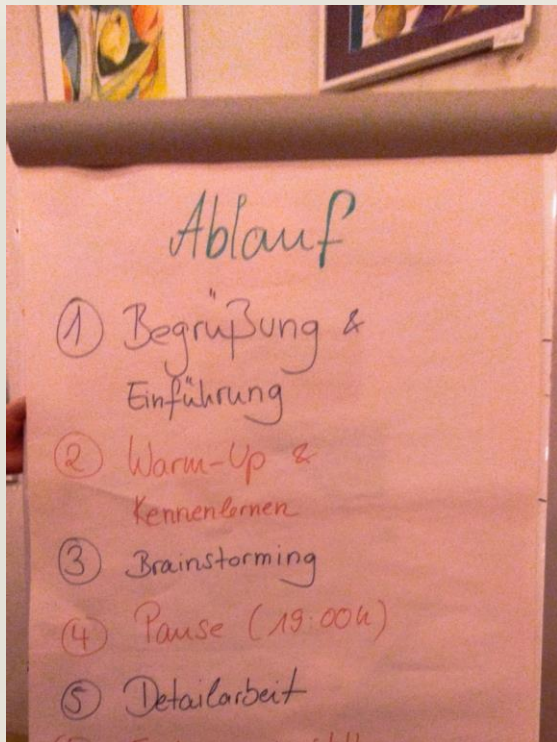 Ablauf
① Begrüßung &
Einführung
② Warm-Up &
Kennenlernen
③ Brainstorming
④ Pause (19:00h)
⑤ Detailarbeit